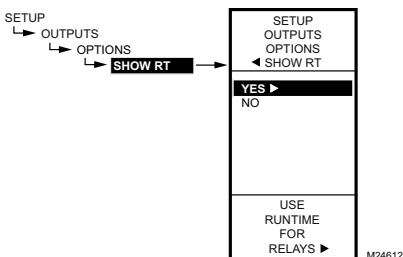 SETUP
OUTPUTS
OPTIONS
SHOW RT
SETUP
OUTPUTS
OPTIONS
◄ SHOW RT
YES ►
NO
USE
RUNTIME
FOR
RELAYS ►
M24612